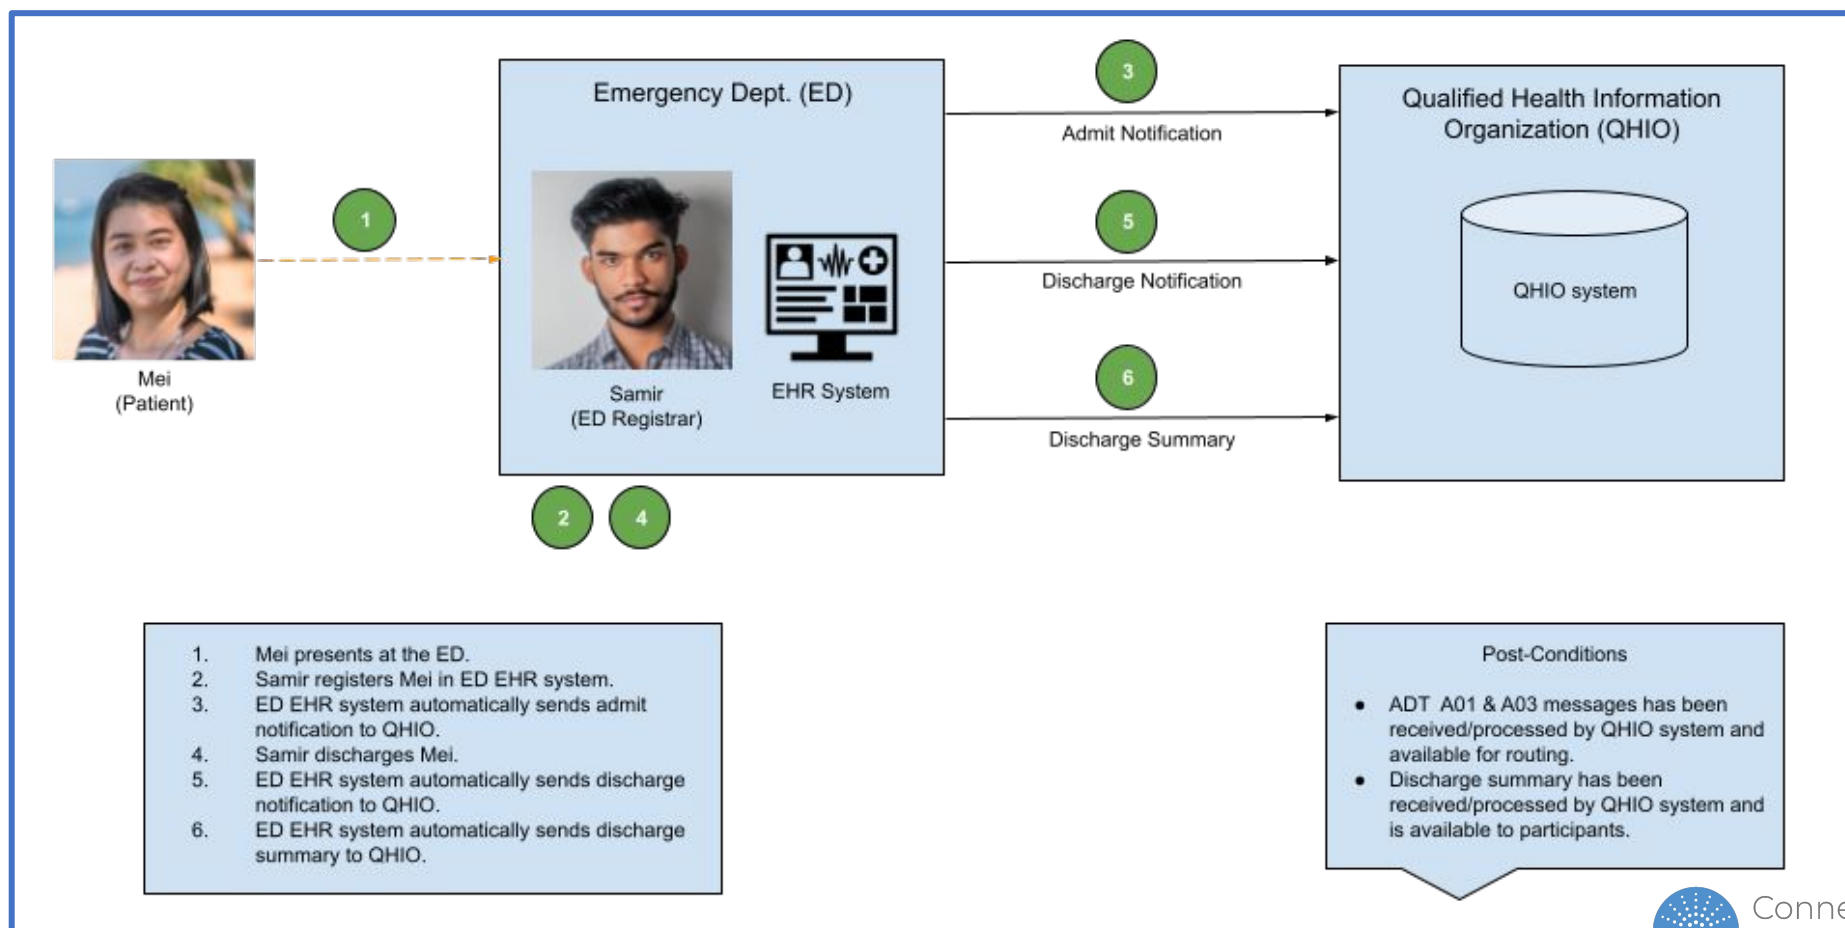 3
Emergency Dept. (ED)
Qualified Health Information
Organization (QHIO)
Admit Notification
1
5
Discharge Notification
QHIO system
Mei
(Patient)
Samir
(ED Registrar)
EHR System
6
Discharge Summary
2
4
1. Mei presents at the ED.
2. Samir registers Mei in ED EHR system.
3. ED EHR system automatically sends admit
notification to QHIO.
4. Samir discharges Mei.
5. ED EHR system automatically sends discharge
notification to QHIO.
6. ED EHR system automatically sends discharge
summary to QHIO.
Post-Conditions
● ADT A01 & A03 messages has been
received/processed by QHIO system and
available for routing.
● Discharge summary has been
received/processed by QHIO system and
is available to participants.
Conne